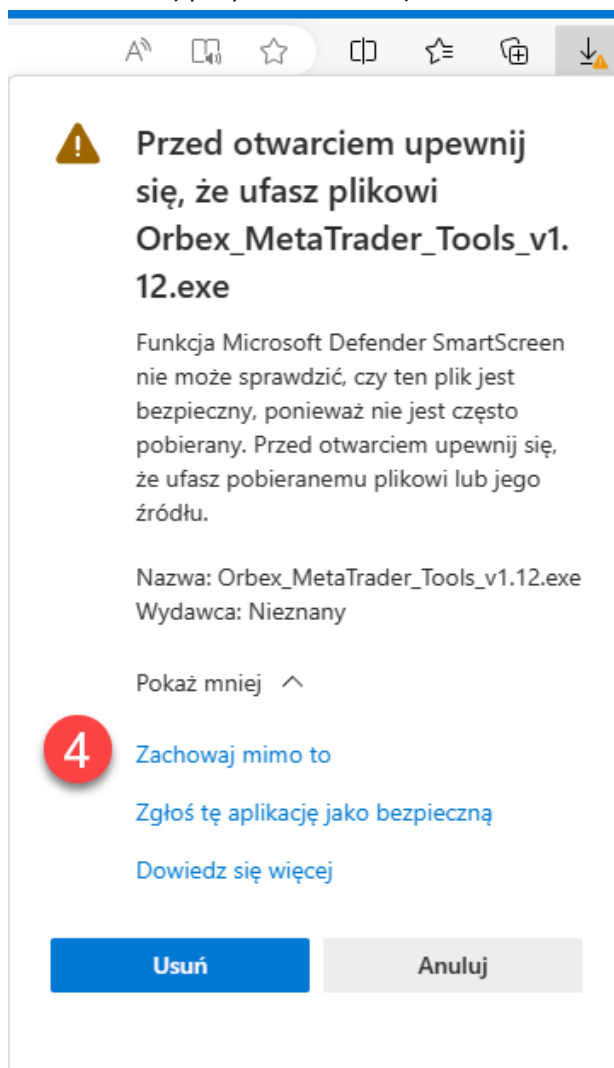 Przed otwarciem upewnij
się, że ufasz plikowi
Orbex_MetaTrader_Tools_v1.
12.exe
Funkcja Microsoft Defender SmartScreen
nie może sprawdzić, czy ten plik jest
bezpieczny, ponieważ nie jest często
pobierany. Przed otwarciem upewnij się,
że ufasz pobieranemu plikowi lub jego
źródłu.
Nazwa: Orbex_MetaTrader_Tools_v1.12.exe
Wydawca: Nieznany
Pokaż mniej
4 Zachowaj mimo to
Zgłoś tę aplikację jako bezpieczną
Dowiedz się więcej
Usuń Anuluj